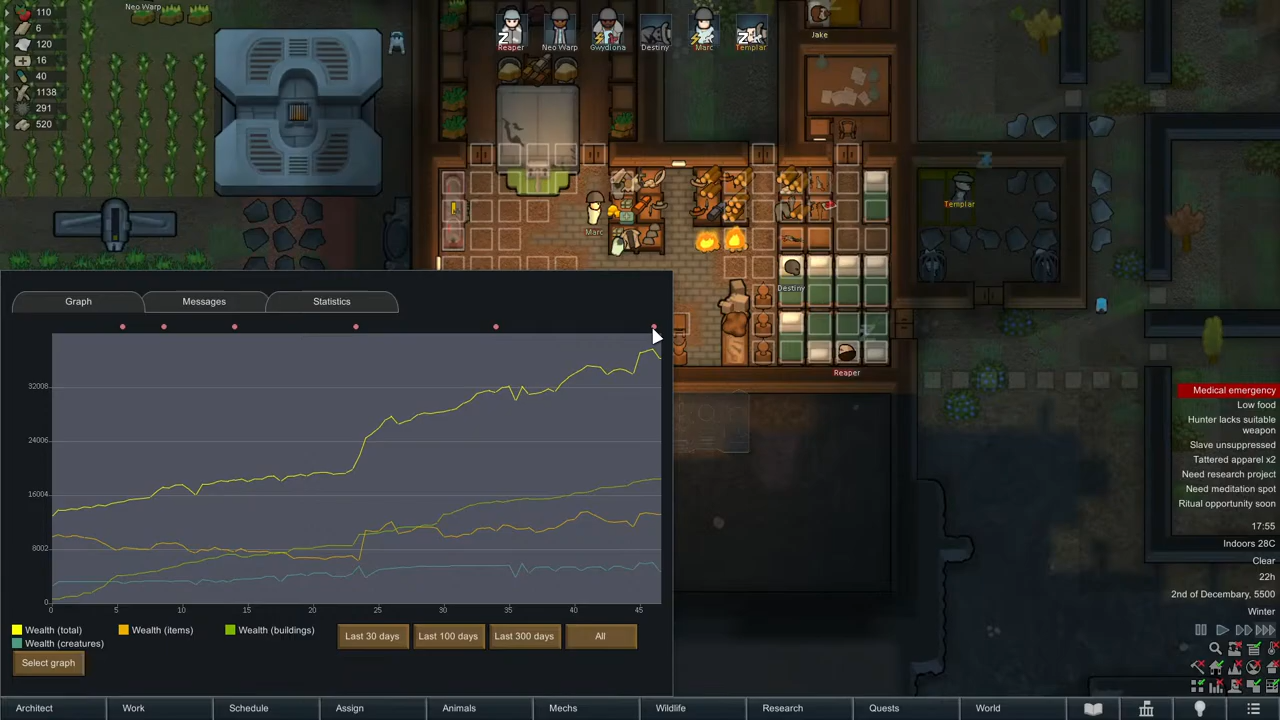 110
6
120
16
40
1138
291
520
Neo Warp
Reaper
Neo Warp
Gwydiona
Destiny
Marc
Templar
Jake
Templar
Marc
Destiny
Reaper
Graph
Messages
Statistics
32008
24006
16004
8002
0
0 5 10 15 20 25 30 35 40 45
Wealth (total)
Wealth (items)
Wealth (buildings)
Wealth (creatures)
Last 30 days
Last 100 days
Last 300 days
All
Select graph
Medical emergency
Low food
Hunter lacks suitable
weapon
Slave unsuppressed
Tattered apparel x2
Need research project
Need meditation spot
Ritual opportunity soon
17:55
Indoors 28C
Clear
22h
2nd of Decembary, 5500
Winter
Architect
Work
Schedule
Assign
Animals
Mechs
Wildlife
Research
Quests
World